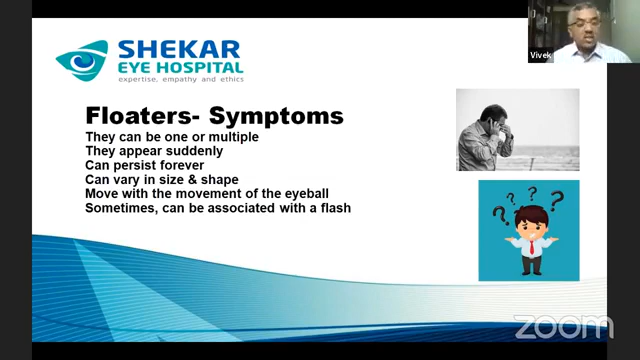 SHEKAR
EYE HOSPITAL
expertise, empathy and ethics
Vivek
Floaters- Symptoms
They can be one or multiple
They appear suddenly
Can persist forever
Can vary in size & shape
Move with the movement of the eyeball
Sometimes, can be associated with a flash
? ? ? ?
zoom